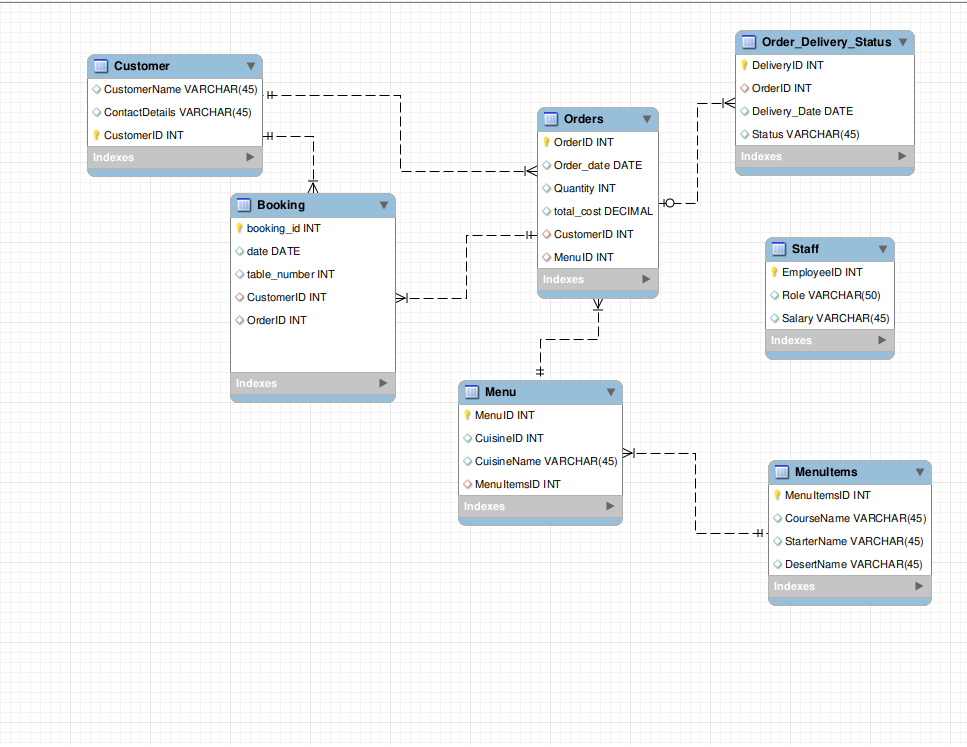 Customer
CustomerName VARCHAR(45)
ContactDetails VARCHAR(45)
CustomerID INT
Indexes
Booking
booking_id INT
date DATE
table_number INT
CustomerID INT
OrderID INT
Indexes
Orders
OrderID INT
Order_date DATE
Quantity INT
total_cost DECIMAL
CustomerID INT
MenuID INT
Indexes
Order_Delivery_Status
DeliveryID INT
OrderID INT
Delivery_Date DATE
Status VARCHAR(45)
Indexes
Staff
EmployeeID INT
Role VARCHAR(50)
Salary VARCHAR(45)
Indexes
Menu
MenuID INT
CuisineID INT
CuisineName VARCHAR(45)
MenuItemsID INT
Indexes
MenuItems
MenuItemsID INT
CourseName VARCHAR(45)
StarterName VARCHAR(45)
DesertName VARCHAR(45)
Indexes